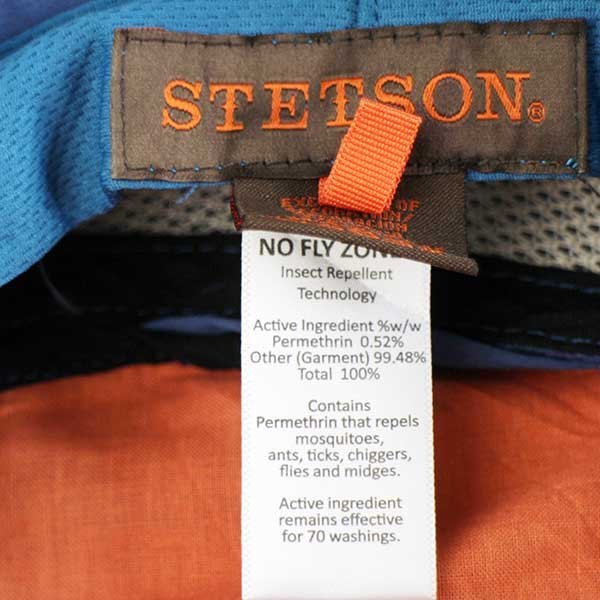 STETSON®
NO FLY ZONE
Insect Repellent
Technology
Active Ingredient %w/w
Permethrin 0.52%
Other (Garment) 99.48%
Total 100%
Contains
Permethrin that repels
mosquitoes,
ants, ticks, chiggers,
flies and midges.
Active ingredient
remains effective
for 70 washings.